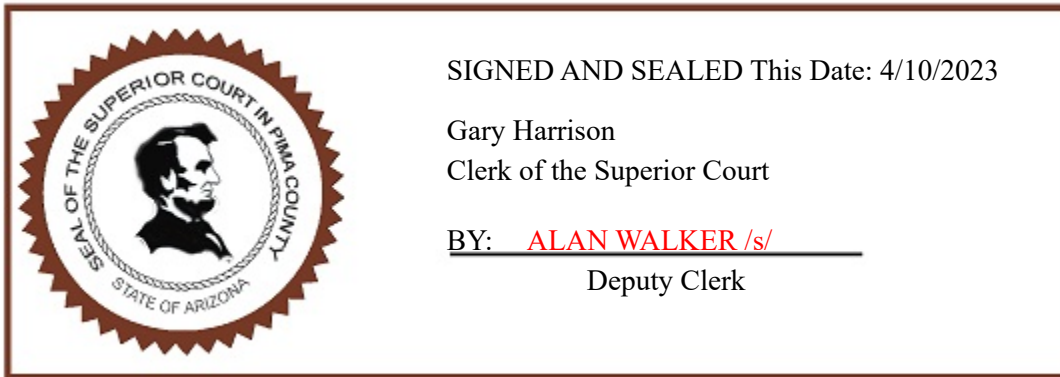 SEAL OF THE SUPERIOR COURT IN PIMA COUNTY
STATE OF ARIZONA
SIGNED AND SEALED This Date: 4/10/2023
Gary Harrison
Clerk of the Superior Court
BY: ALAN WALKER /s/
Deputy Clerk